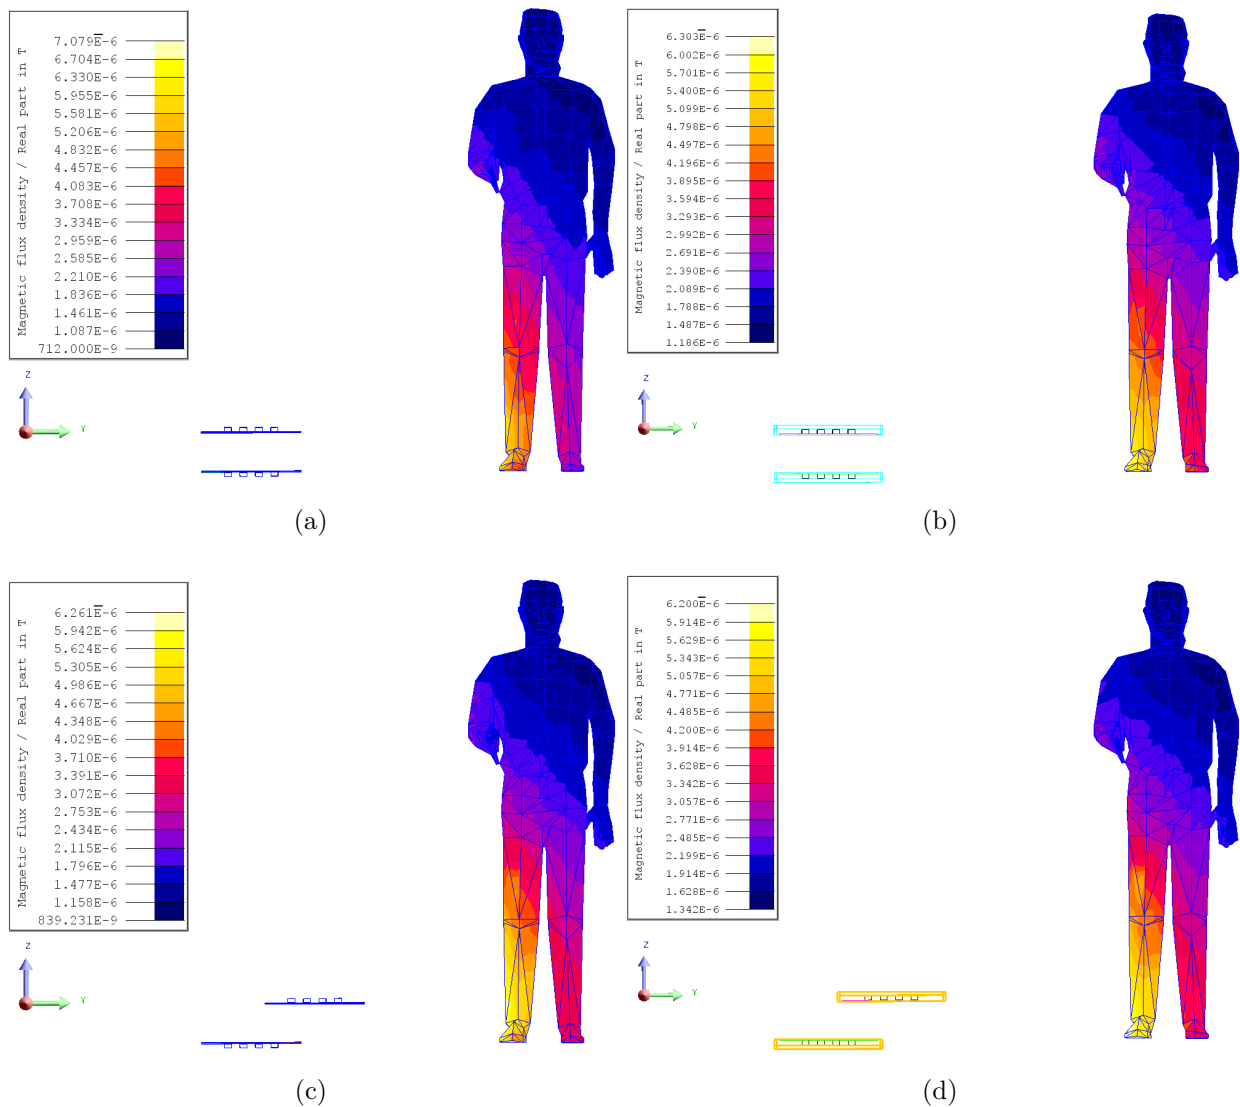 7.079E-6
6.704E-6
6.330E-6
5.955E-6
5.581E-6
5.206E-6
4.832E-6
4.457E-6
4.083E-6
3.708E-6
3.334E-6
2.959E-6
2.585E-6
2.210E-6
1.836E-6
1.461E-6
1.087E-6
712.000E-9
Magnetic flux density / Real part in T
Z
Y
(a)
6.303E-6
6.002E-6
5.701E-6
5.400E-6
5.099E-6
4.798E-6
4.497E-6
4.196E-6
3.895E-6
3.594E-6
3.293E-6
2.992E-6
2.691E-6
2.390E-6
2.089E-6
1.788E-6
1.487E-6
1.186E-6
Magnetic flux density / Real part in T
Z
Y
(b)
6.261E-6
5.942E-6
5.624E-6
5.305E-6
4.986E-6
4.667E-6
4.348E-6
4.029E-6
3.710E-6
3.391E-6
3.072E-6
2.753E-6
2.434E-6
2.115E-6
1.796E-6
1.477E-6
1.158E-6
839.231E-9
Magnetic flux density / Real part in T
Z
Y
(c)
6.200E-6
5.914E-6
5.629E-6
5.343E-6
5.057E-6
4.771E-6
4.485E-6
4.200E-6
3.914E-6
3.628E-6
3.342E-6
3.057E-6
2.771E-6
2.485E-6
2.199E-6
1.914E-6
1.628E-6
1.342E-6
Magnetic flux density / Real part in T
Z
Y
(d)